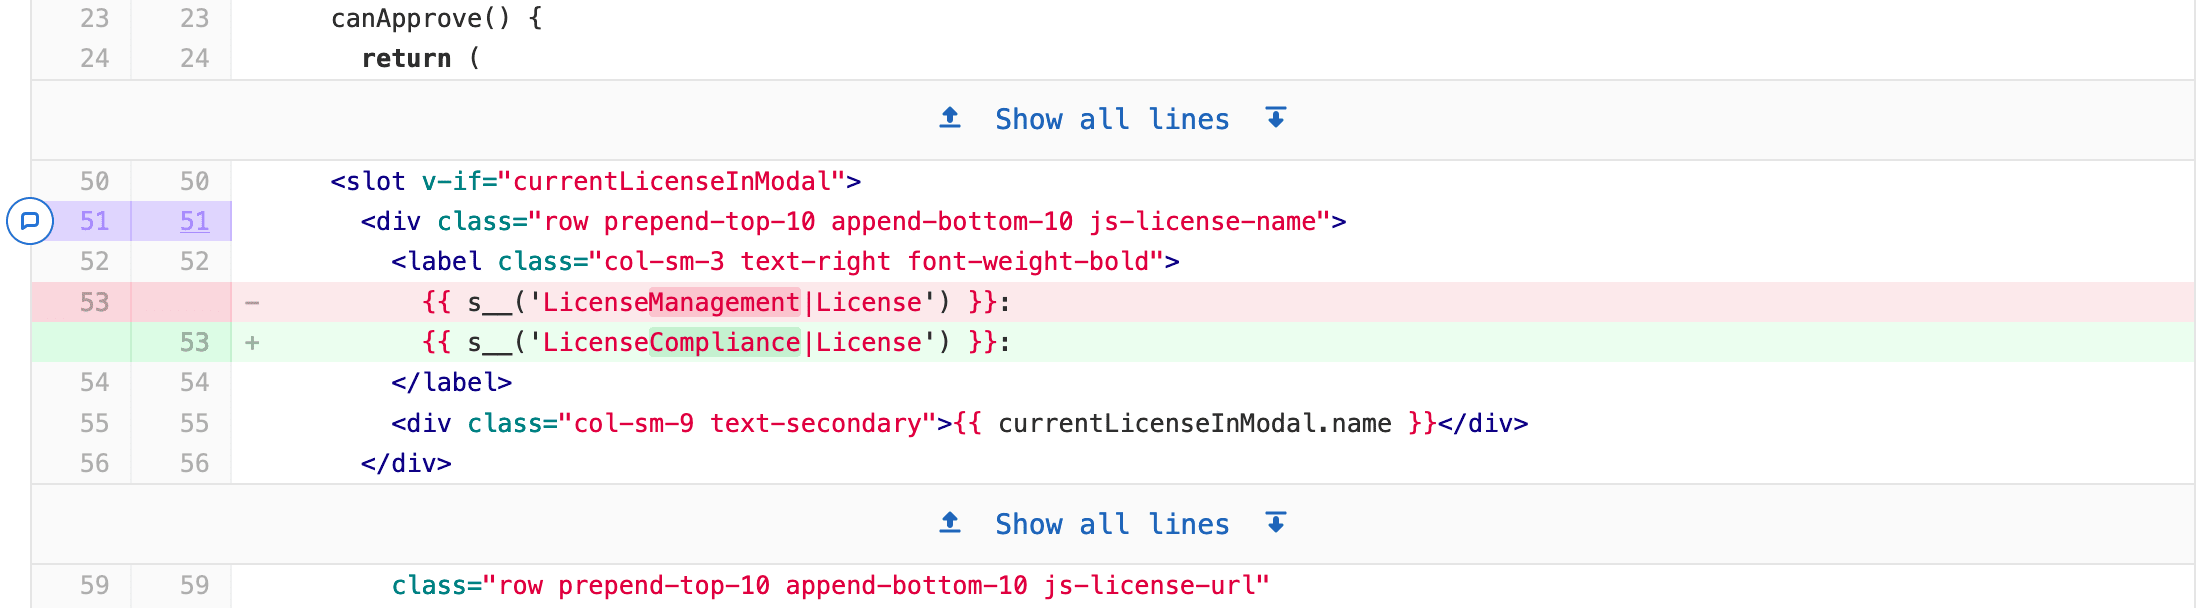 23 23 canApprove() {
24 24 return (
Show all lines
50 50 <slot v-if="currentLicenseInModal">
51 51 <div class="row prepend-top-10 append-bottom-10 js-license-name">
52 52 <label class="col-sm-3 text-right font-weight-bold">
53 - {{ s__('LicenseManagement|License') }}:
53 + {{ s__('LicenseCompliance|License') }}:
54 54 </label>
55 55 <div class="col-sm-9 text-secondary">{{ currentLicenseInModal.name }}</div>
56 56 </div>
Show all lines
59 59 class="row prepend-top-10 append-bottom-10 js-license-url"